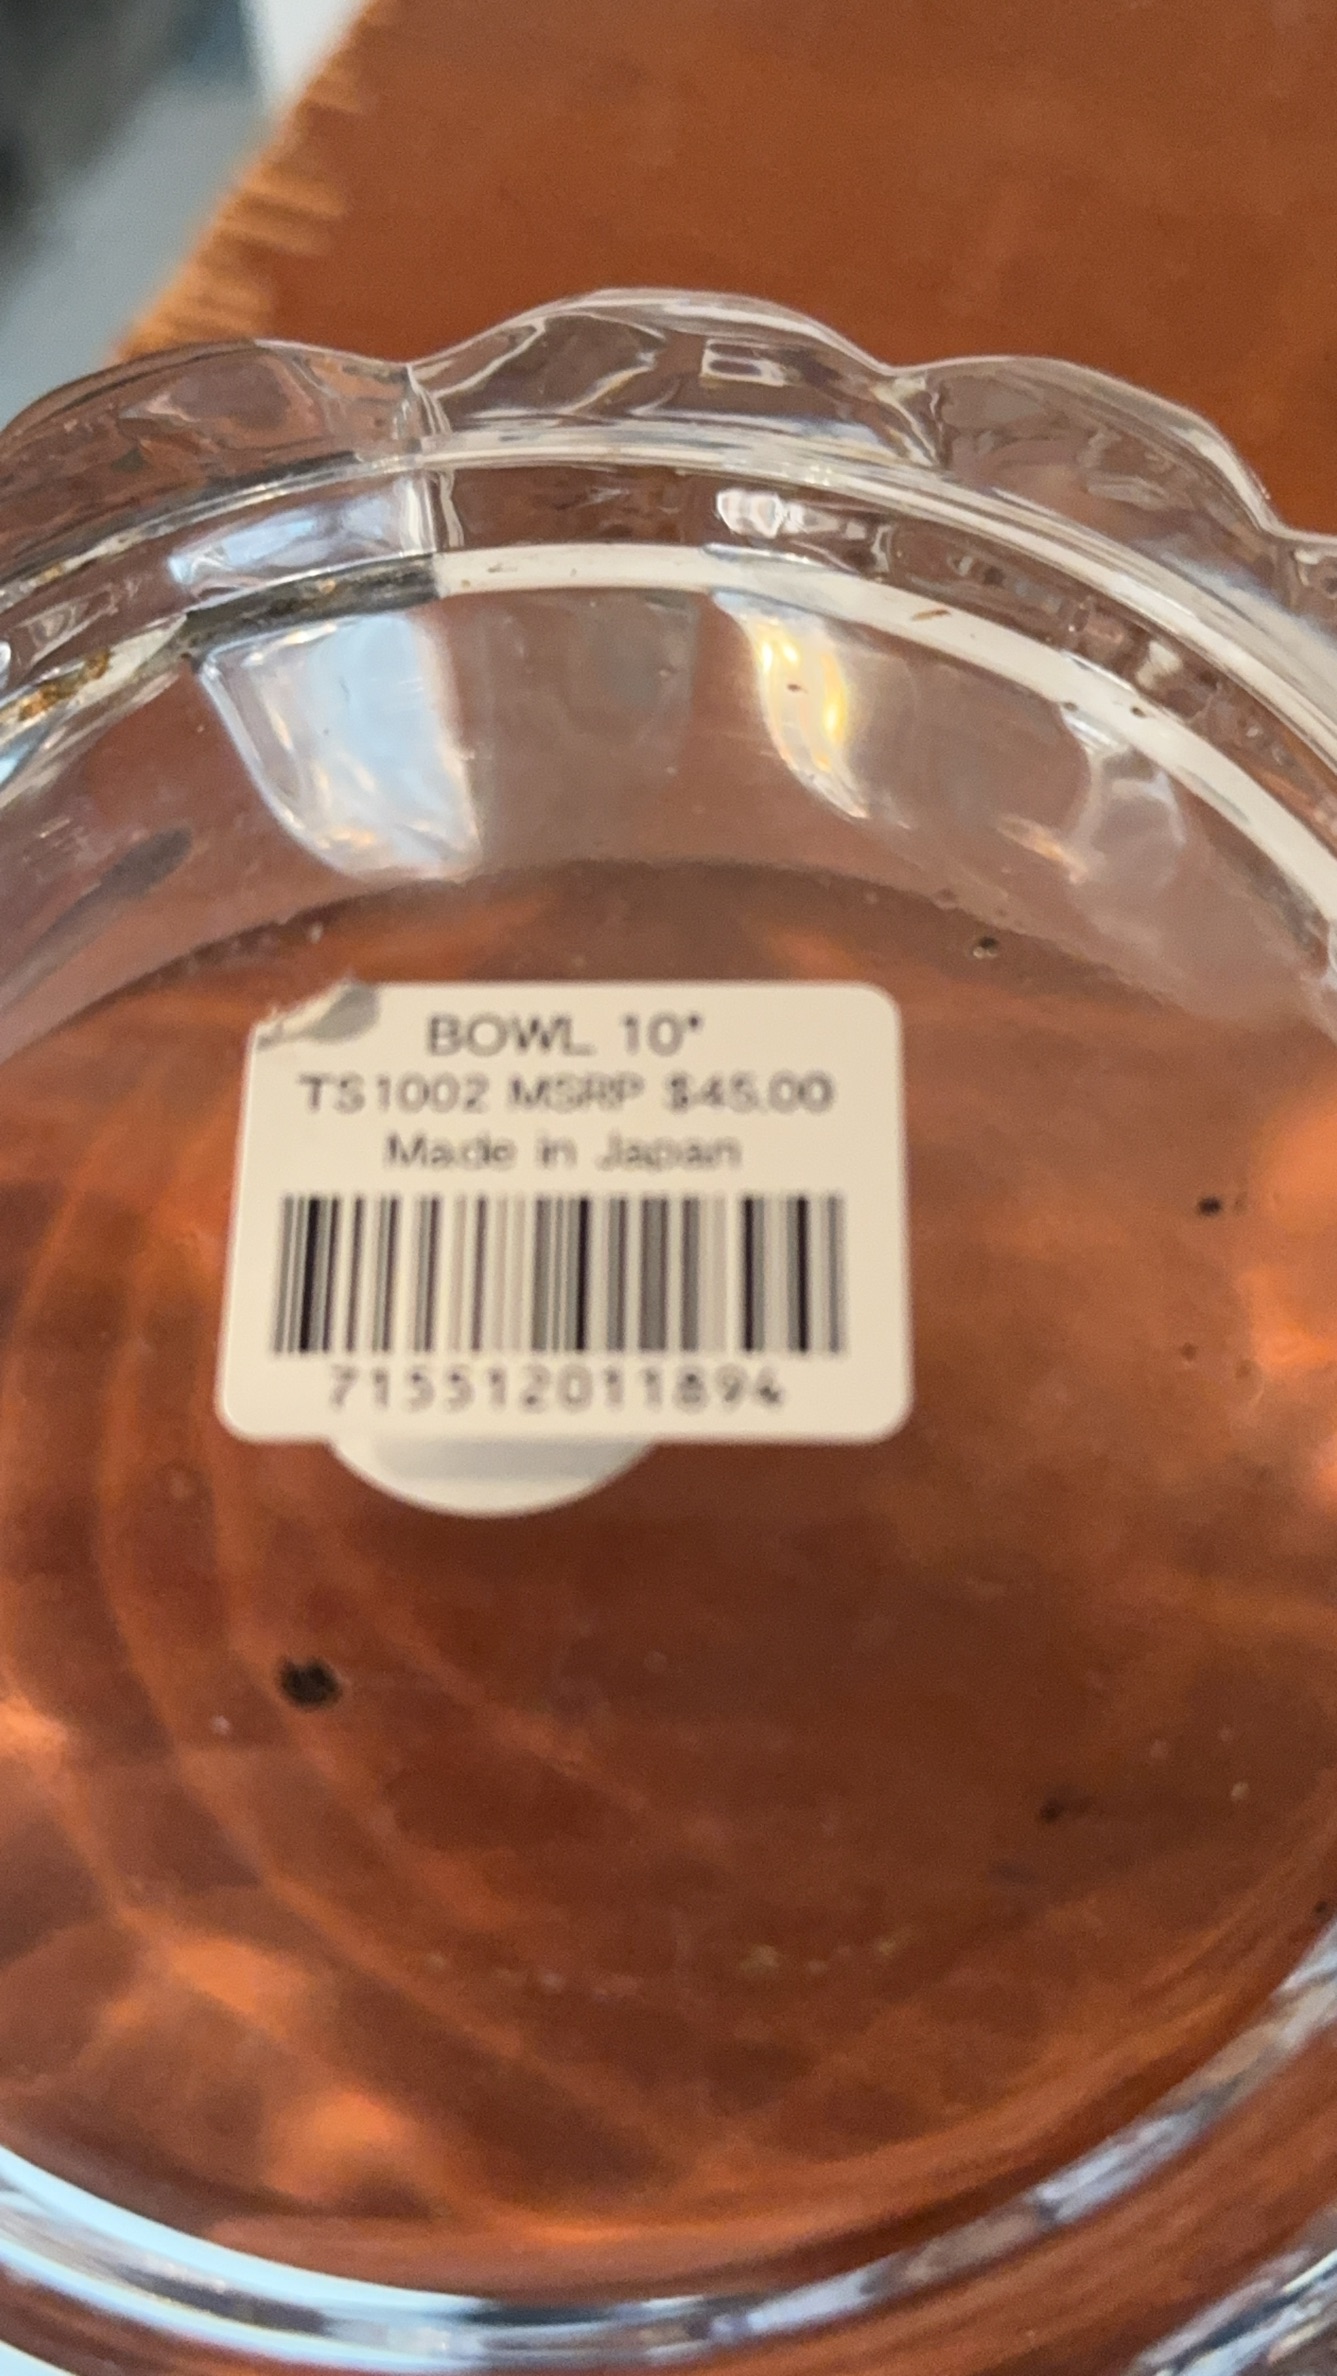 BOWL 10"
TS1002 MSRP $45.00
Made in Japan
715512011894